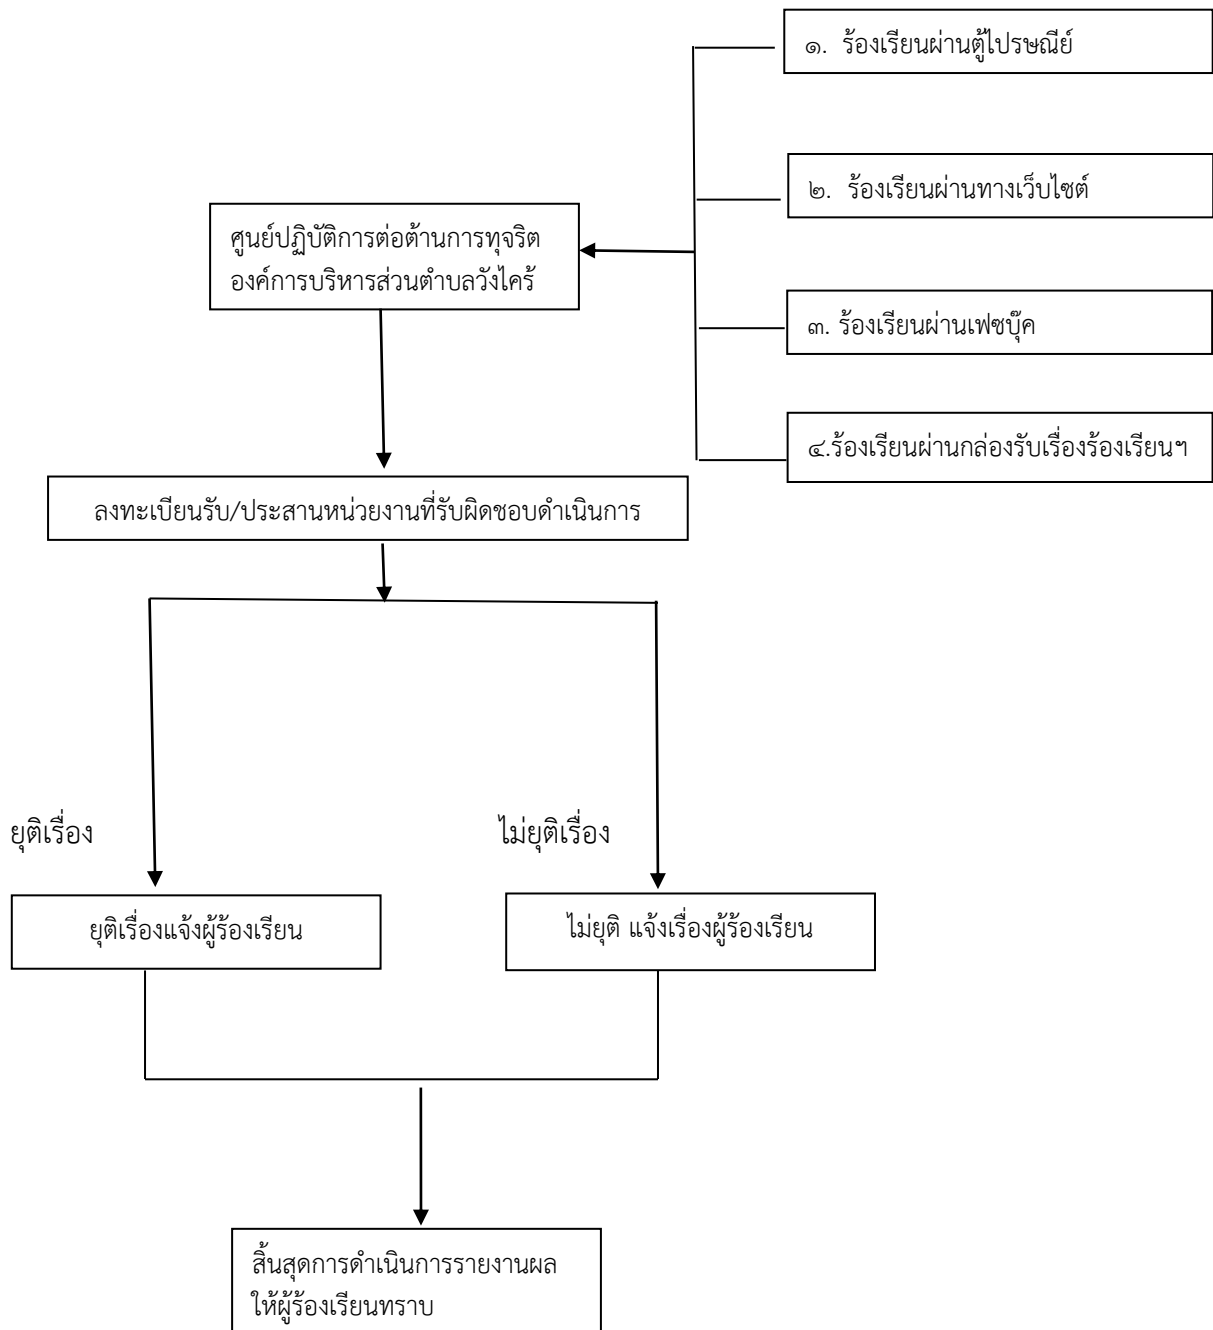 ๑. ร้องเรียนผ่านตู้ไปรษณีย์
๒. ร้องเรียนผ่านทางเว็บไซต์
ศูนย์ปฏิบัติการต่อต้านการทุจริต
องค์การบริหารส่วนตำบลวังไคร้
๓. ร้องเรียนผ่านเฟซบุ๊ค
๔.ร้องเรียนผ่านกล่องรับเรื่องร้องเรียนฯ
ลงทะเบียนรับ/ประสานหน่วยงานที่รับผิดชอบดำเนินการ
ยุติเรื่อง
ไม่ยุติเรื่อง
ยุติเรื่องแจ้งผู้ร้องเรียน
ไม่ยุติ แจ้งเรื่องผู้ร้องเรียน
สิ้นสุดการดำเนินการรายงานผล
ให้ผู้ร้องเรียนทราบ